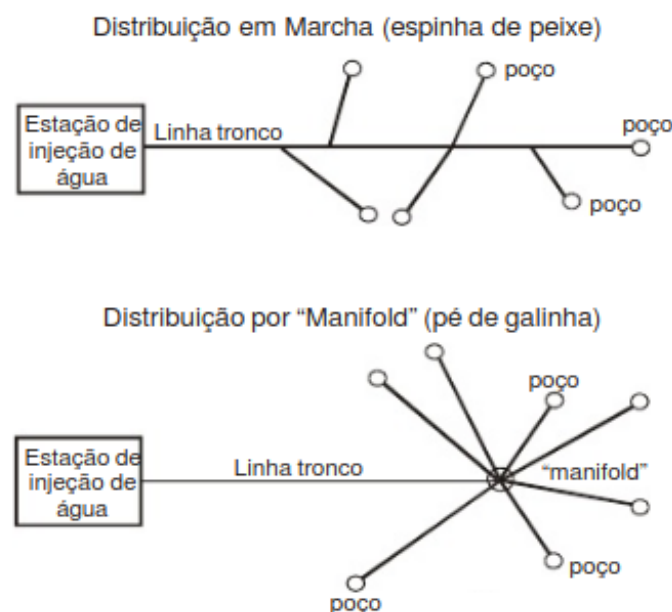 Distribuição em Marcha (espinha de peixe)
poço
Estação de
injeção de
água
Linha tronco
poço
poço
Distribuição por “Manifold” (pé de galinha)
poço
Estação de
injeção de
água
Linha tronco
“manifold”
poço
poço